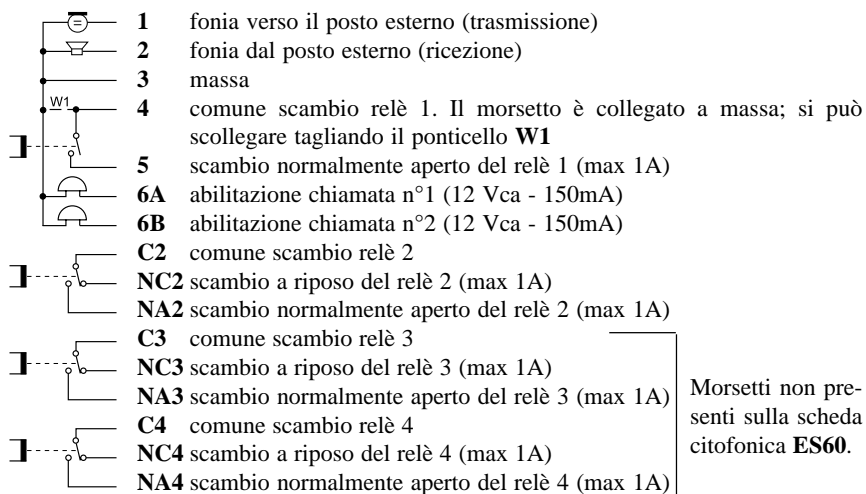 1 fonia verso il posto esterno (trasmissione)
2 fonia dal posto esterno (ricezione)
3 massa
W1
4 comune scambio relè 1. Il morsetto è collegato a massa; si può
scollegare tagliando il ponticello W1
5 scambio normalmente aperto del relè 1 (max 1A)
6A abilitazione chiamata n°1 (12 Vca - 150mA)
6B abilitazione chiamata n°2 (12 Vca - 150mA)
C2 comune scambio relè 2
NC2 scambio a riposo del relè 2 (max 1A)
NA2 scambio normalmente aperto del relè 2 (max 1A)
C3 comune scambio relè 3
NC3 scambio a riposo del relè 3 (max 1A)
NA3 scambio normalmente aperto del relè 3 (max 1A)
C4 comune scambio relè 4
NC4 scambio a riposo del relè 4 (max 1A)
NA4 scambio normalmente aperto del relè 4 (max 1A)
Morsetti non pre-
senti sulla scheda
citofonica ES60.